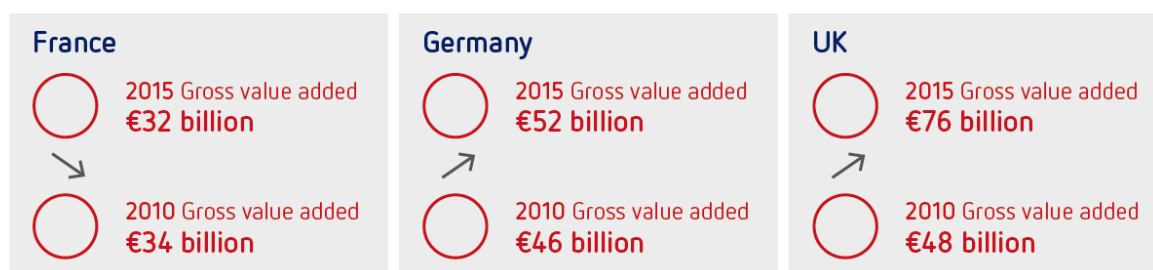 France
2015 Gross value added
€32 billion
2010 Gross value added
€34 billion
Germany
2015 Gross value added
€52 billion
2010 Gross value added
€46 billion
UK
2015 Gross value added
€76 billion
2010 Gross value added
€48 billion